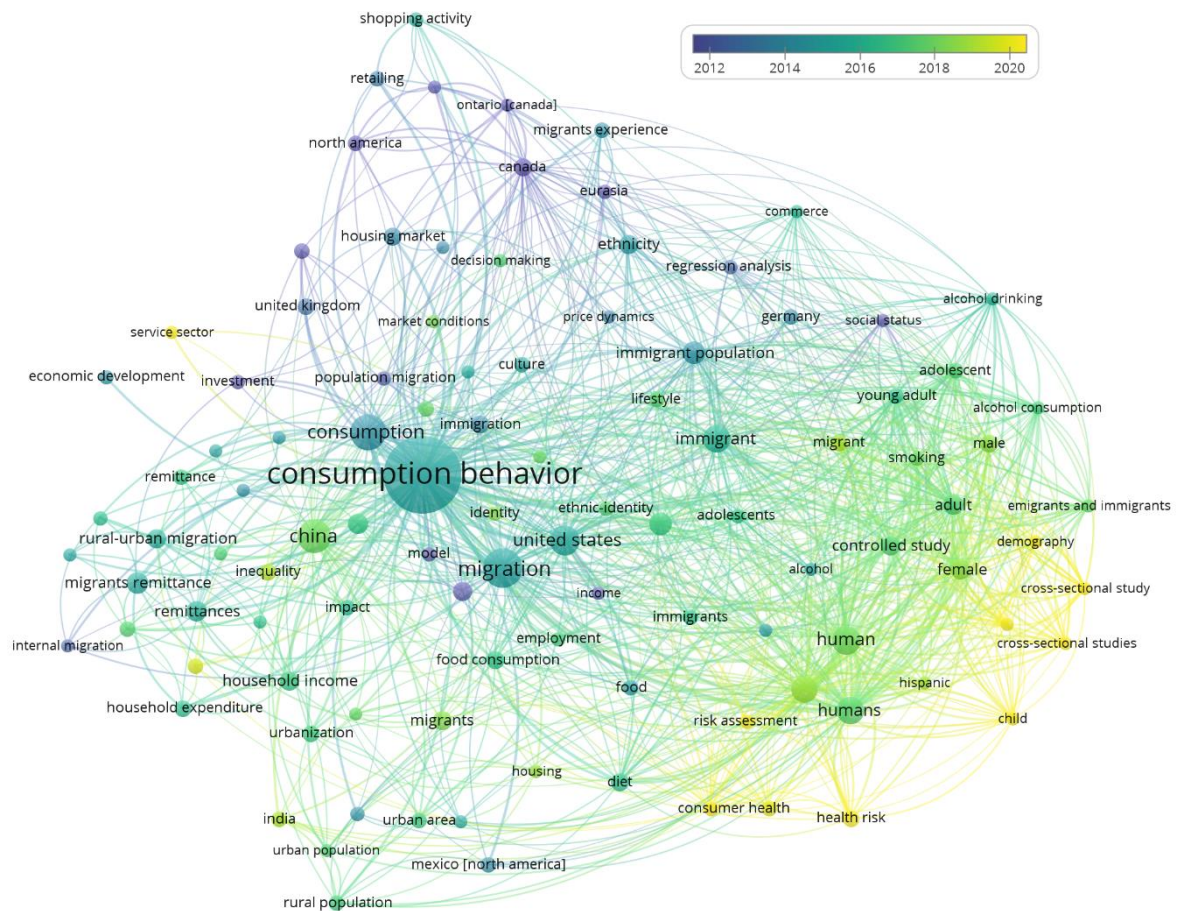 shopping activity
2012 2014 2016 2018 2020
retailing
ontario [canada]
migrants experience
north america
canada
eurasia
commerce
housing market
ethnicity
decision making
regression analysis
alcohol drinking
united kingdom
price dynamics
germany
social status
market conditions
service sector
immigrant population
culture
economic development
investment
population migration
adolescent
young adult
lifestyle
alcohol consumption
immigration
consumption
immigrant
migrant
male
smoking
consumption behavior
remittance
identity
ethnic-identity
adolescents
adult
emigrants and immigrants
china
united states
rural-urban migration
demography
controlled study
model
migration
inequality
alcohol
female
migrants remittance
cross-sectional study
income
remittances
impact
immigrants
employment
human
internal migration
cross-sectional studies
food consumption
household income
food
hispanic
household expenditure
humans
migrants
risk assessment
child
urbanization
housing
diet
consumer health
india
urban area
health risk
urban population
mexico [north america]
rural population